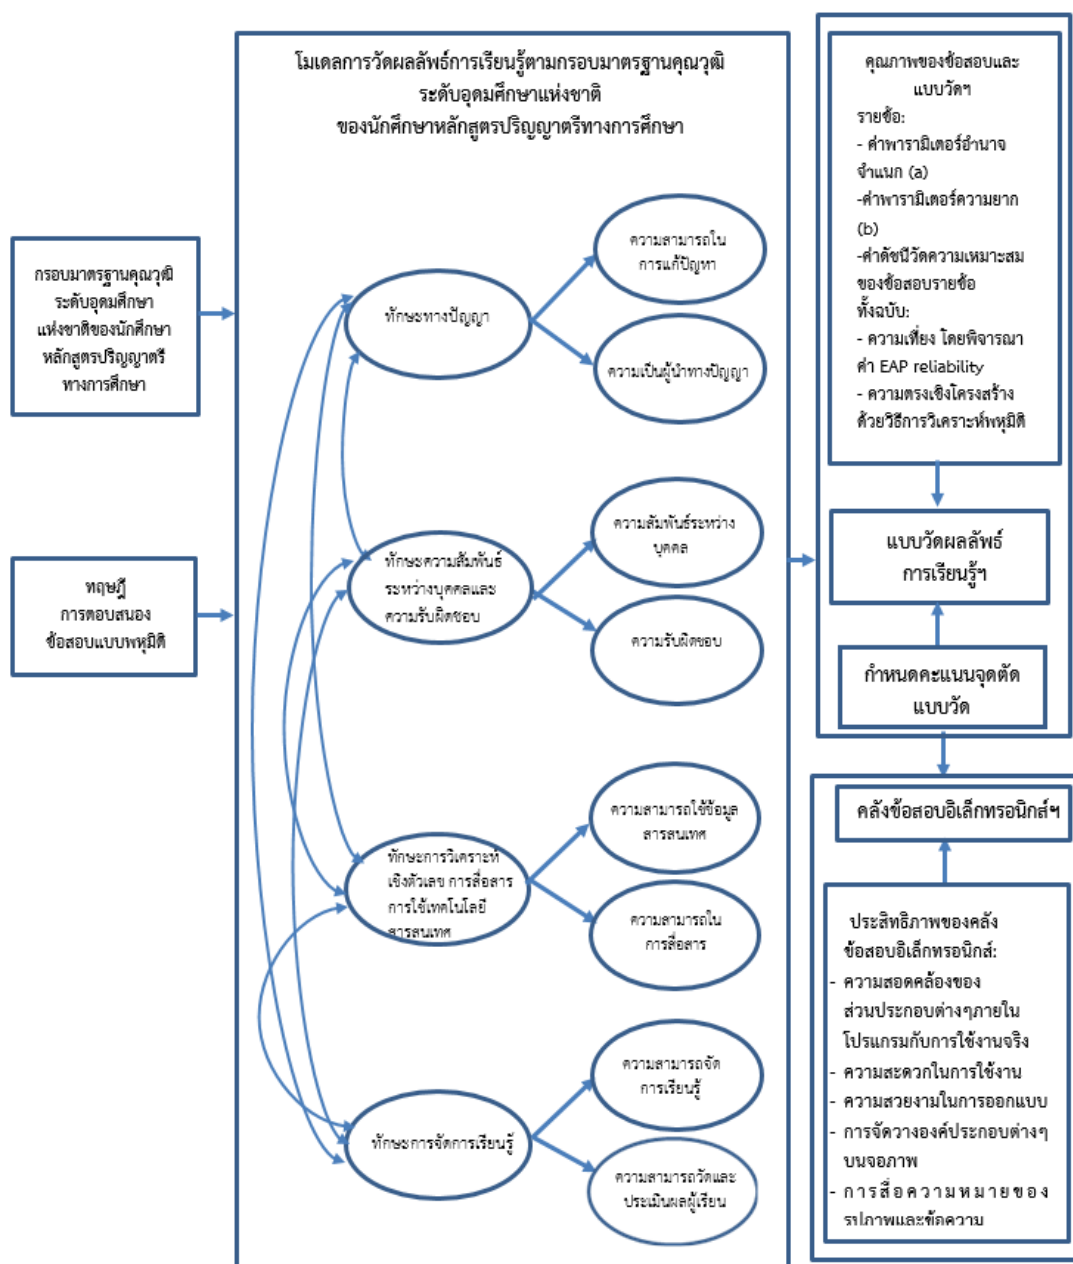 โมเดลการวัดผลลัพธ์การเรียนรู้ตามกรอบมาตรฐานคุณวุฒิ
ระดับอุดมศึกษาแห่งชาติ
ของนักศึกษาหลักสูตรปริญญาตรีทางการศึกษา
กรอบมาตรฐานคุณวุฒิ
ระดับอุดมศึกษา
แห่งชาติของนักศึกษา
หลักสูตรปริญญาตรี
ทางการศึกษา
ทฤษฎี
การตอบสนอง
ข้อสอบแบบพหุมิติ
ทักษะทางปัญญา
ความสามารถใน
การแก้ปัญหา
ความเป็นผู้นำทางปัญญา
ทักษะความสัมพันธ์
ระหว่างบุคคลและ
ความรับผิดชอบ
ความสัมพันธ์ระหว่าง
บุคคล
ความรับผิดชอบ
ทักษะการวิเคราะห์
เชิงตัวเลข การสื่อสาร
การใช้เทคโนโลยี
สารสนเทศ
ความสามารถใช้ข้อมูล
สารสนเทศ
ความสามารถใน
การสื่อสาร
ทักษะการจัดการเรียนรู้
ความสามารถจัด
การเรียนรู้
ความสามารถวัดและ
ประเมินผลผู้เรียน
คุณภาพของข้อสอบและ
แบบวัดฯ
รายข้อ:
- ค่าพารามิเตอร์อำนาจ
จำแนก (a)
-ค่าพารามิเตอร์ความยาก
(b)
-ค่าดัชนีวัดความเหมาะสม
ของข้อสอบรายข้อ
ทั้งฉบับ:
- ความเที่ยง โดยพิจารณา
ค่า EAP reliability
- ความตรงเชิงโครงสร้าง
ด้วยวิธีการวิเคราะห์พหุมิติ
แบบวัดผลลัพธ์
การเรียนรู้ฯ
กำหนดคะแนนจุดตัด
แบบวัด
คลังข้อสอบอิเล็กทรอนิกส์ฯ
ประสิทธิภาพของคลัง
ข้อสอบอิเล็กทรอนิกส์:
- ความสอดคล้องของ
ส่วนประกอบต่างๆภายใน
โปรแกรมกับการใช้งานจริง
- ความสะดวกในการใช้งาน
- ความสวยงามในการออกแบบ
- การจัดวางองค์ประกอบต่างๆ
บนจอภาพ
- การสื่อความหมายของ
รูปภาพและข้อความ